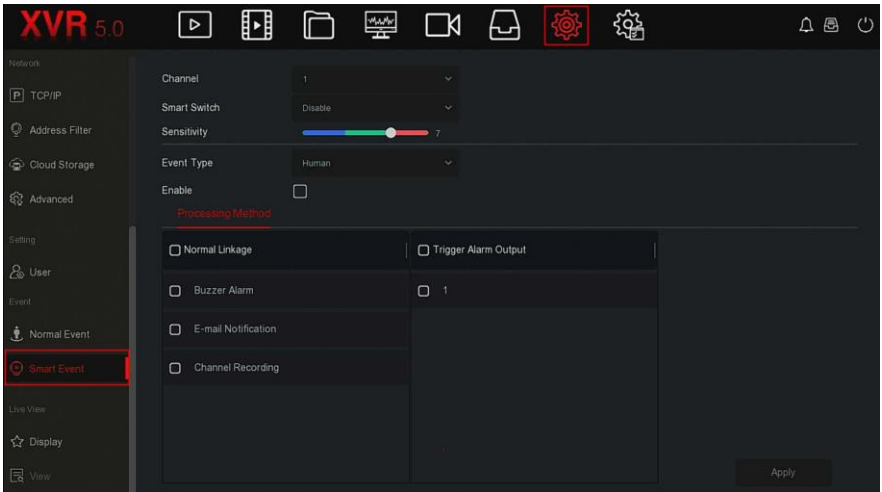 XVR 5.0
Network
P TCP/IP
Address Filter
Cloud Storage
Advanced
Setting
User
Event
Normal Event
Smart Event
Live View
Display
View
Channel 1
Smart Switch Disable
Sensitivity 7
Event Type Human
Enable
Processing Method
Normal Linkage Trigger Alarm Output
Buzzer Alarm 1
E-mail Notification
Channel Recording
Apply